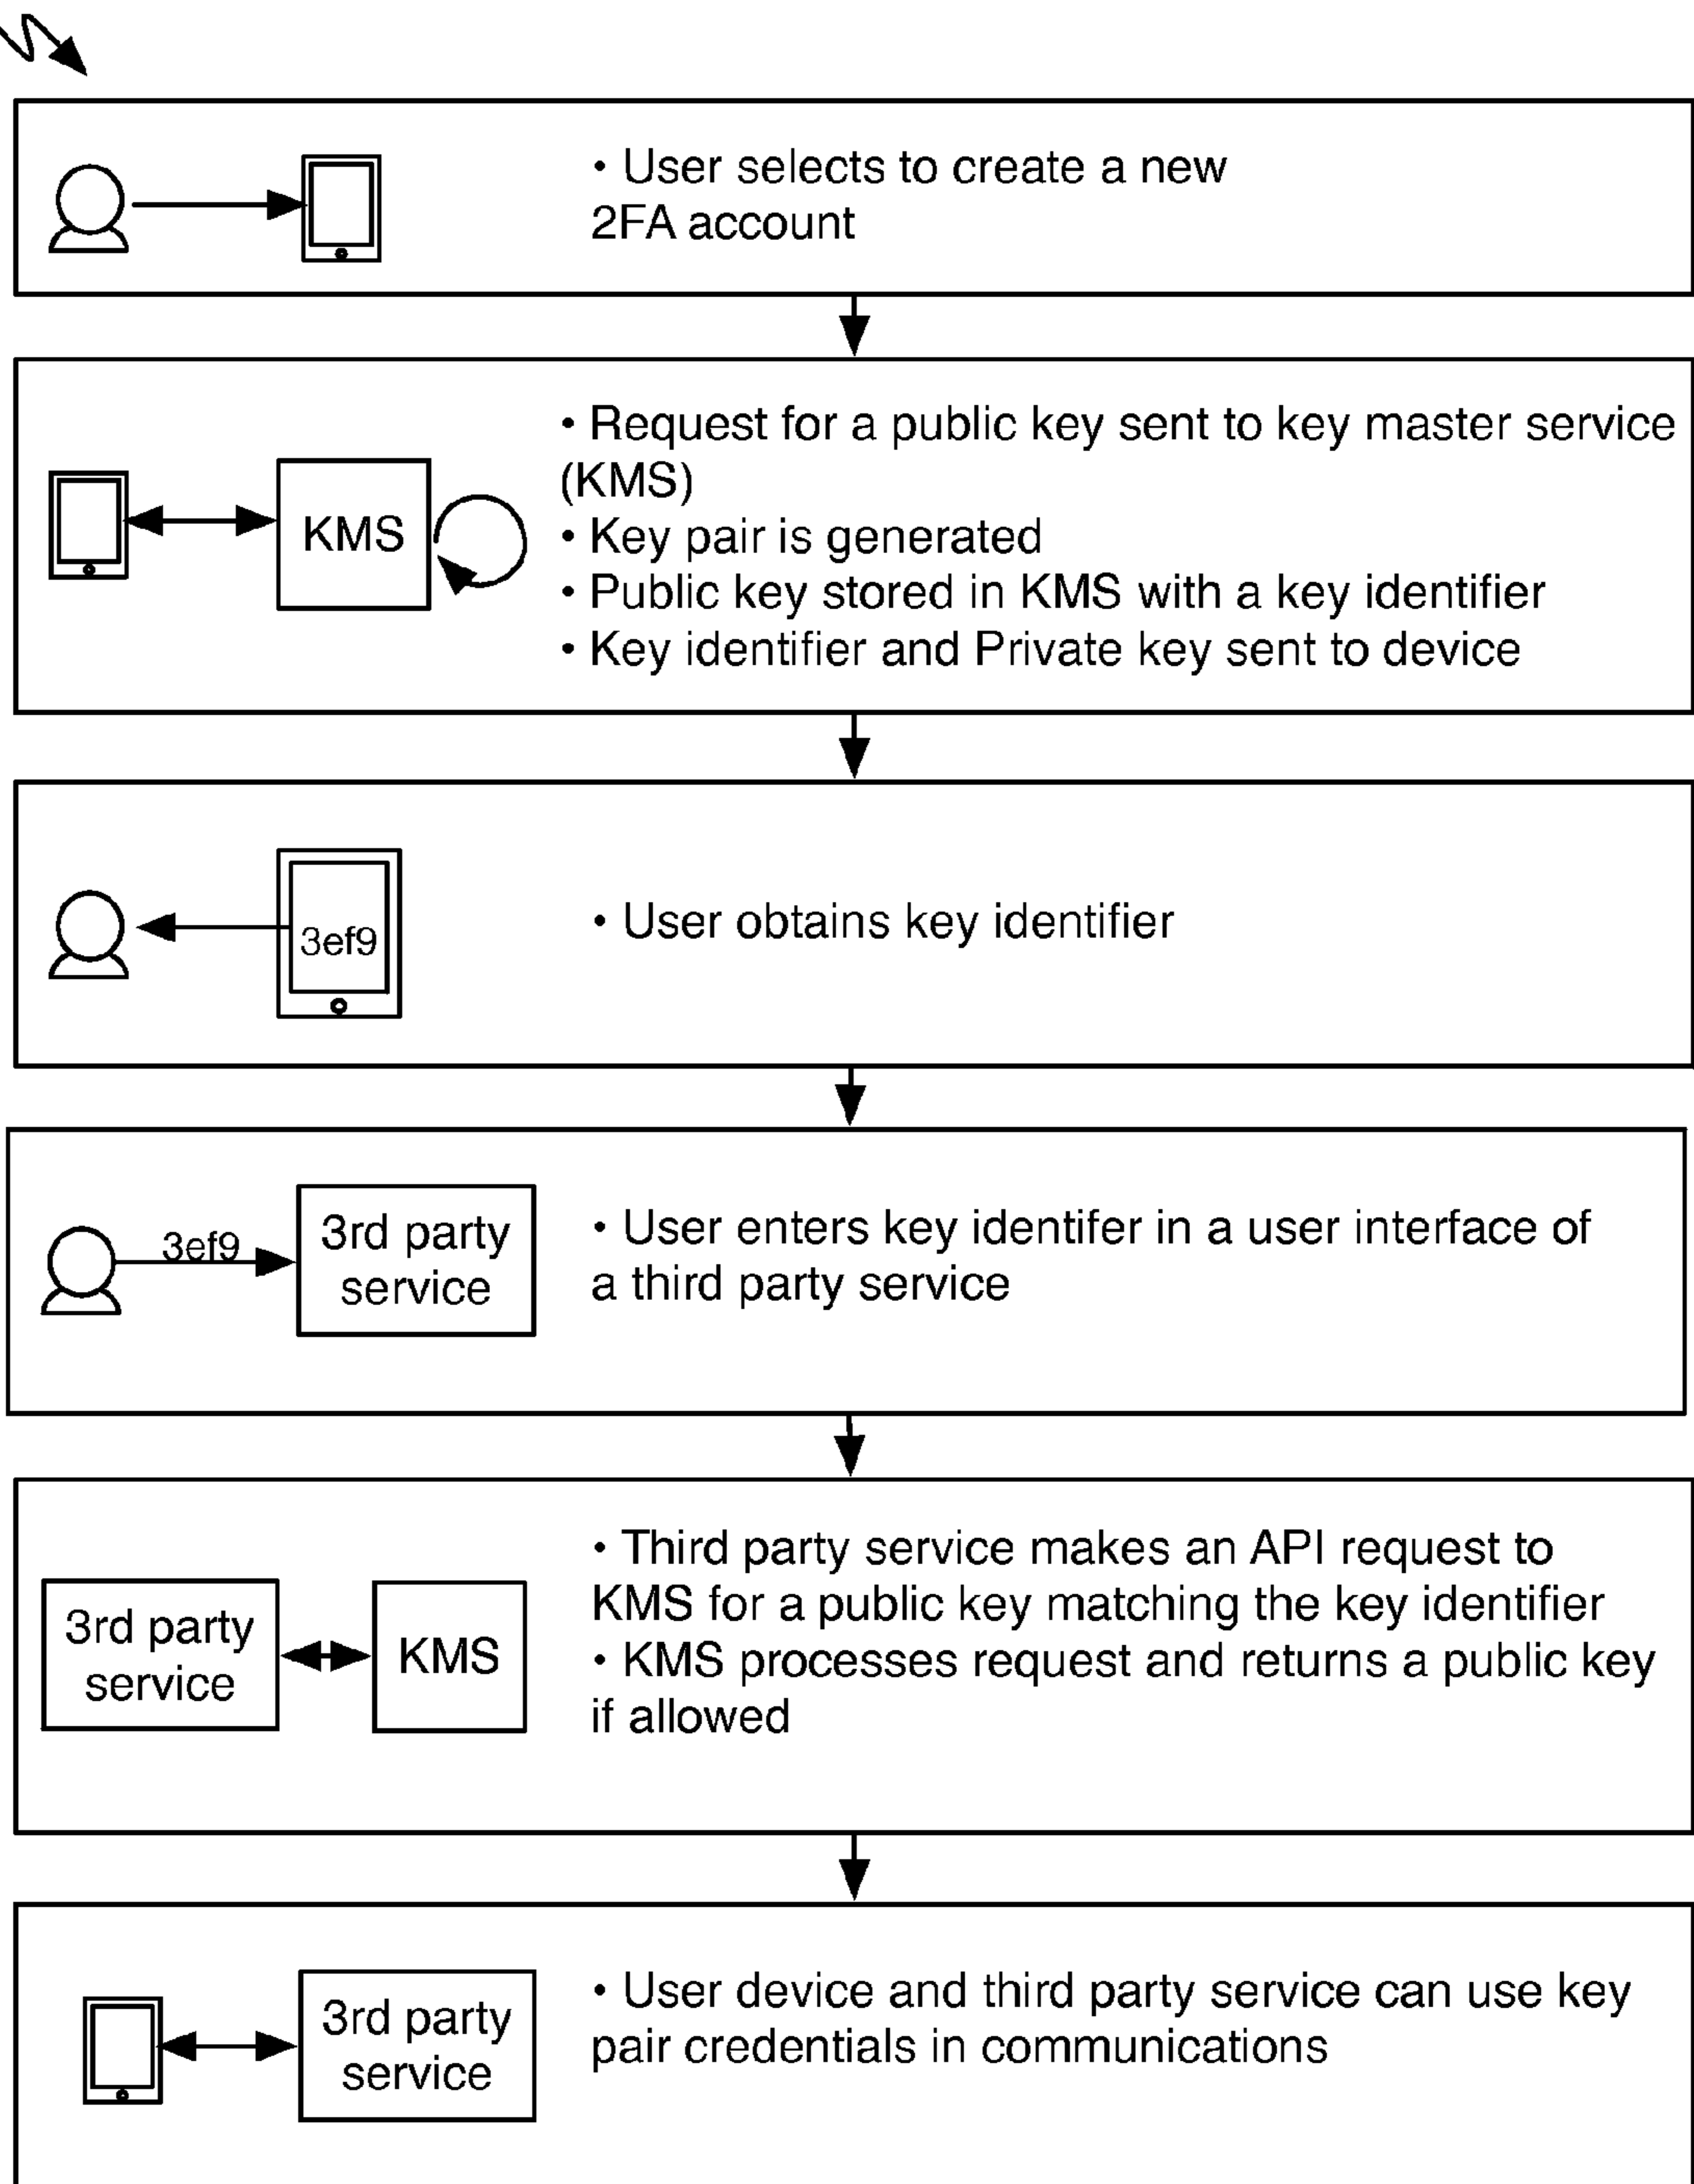 • User selects to create a new
2FA account
KMS
• Request for a public key sent to key master service
(KMS)
• Key pair is generated
• Public key stored in KMS with a key identifier
• Key identifier and Private key sent to device
3ef9
• User obtains key identifier
3ef9
3rd party
service
• User enters key identifer in a user interface of
a third party service
3rd party
service
KMS
• Third party service makes an API request to
KMS for a public key matching the key identifier
• KMS processes request and returns a public key
if allowed
3rd party
service
• User device and third party service can use key
pair credentials in communications